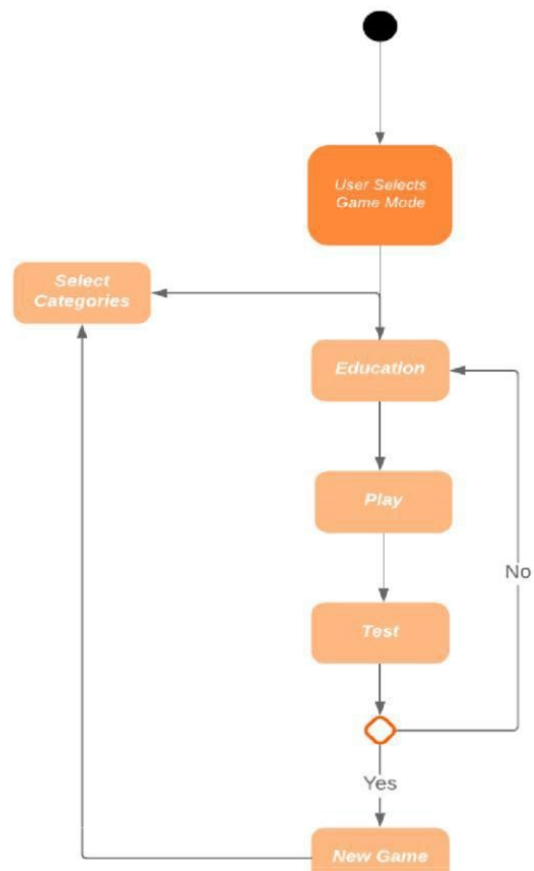 User Selects
Game Mode
Select
Categories
Education
Play
No
Test
Yes
New Game